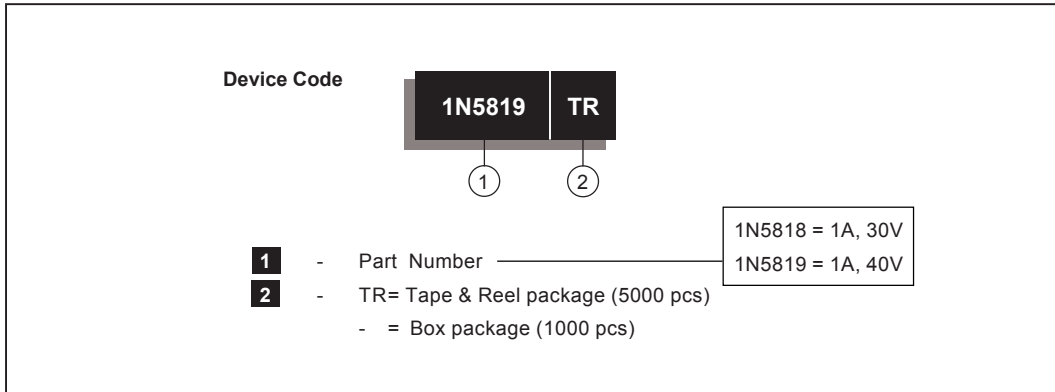 Device Code
1N5819 TR
1 2
1 - Part Number
1N5818 = 1A, 30V
1N5819 = 1A, 40V
2 - TR= Tape & Reel package (5000 pcs)
- = Box package (1000 pcs)